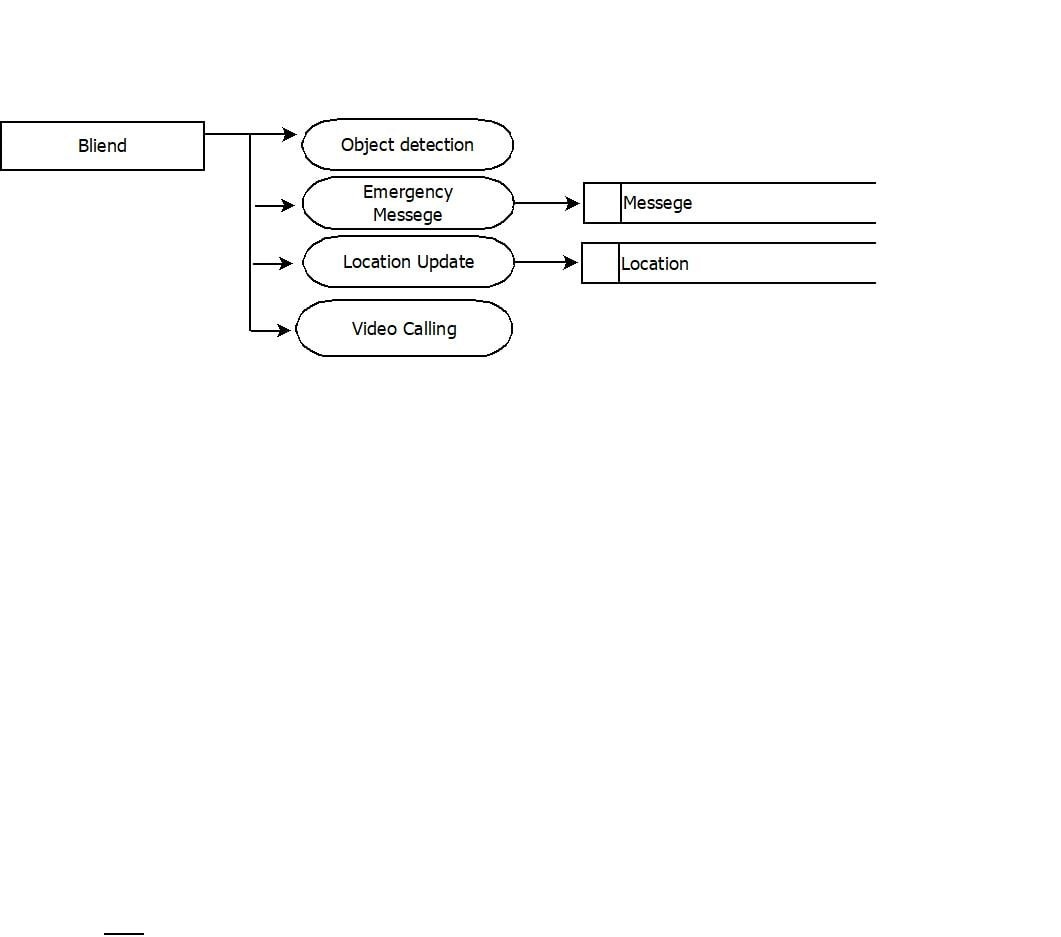 Bliend
Object detection
Emergency
Messege
Messege
Location Update
Location
Video Calling